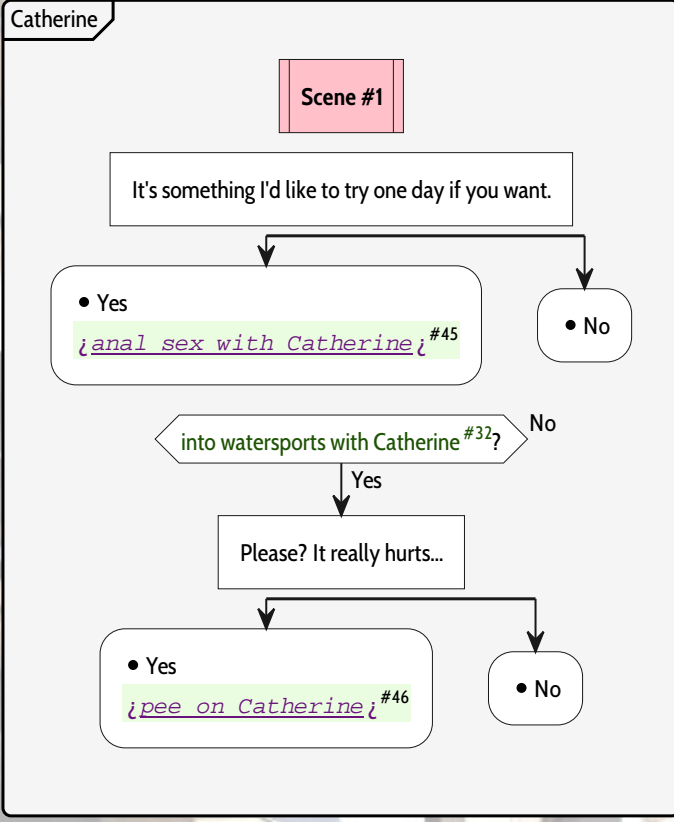 Catherine
Scene #1
It's something I'd like to try one day if you want.
• Yes
¿anal sex with Catherine¿ #45
• No
into watersports with Catherine #32?
No
Yes
Please? It really hurts...
• Yes
¿pee on Catherine¿ #46
• No